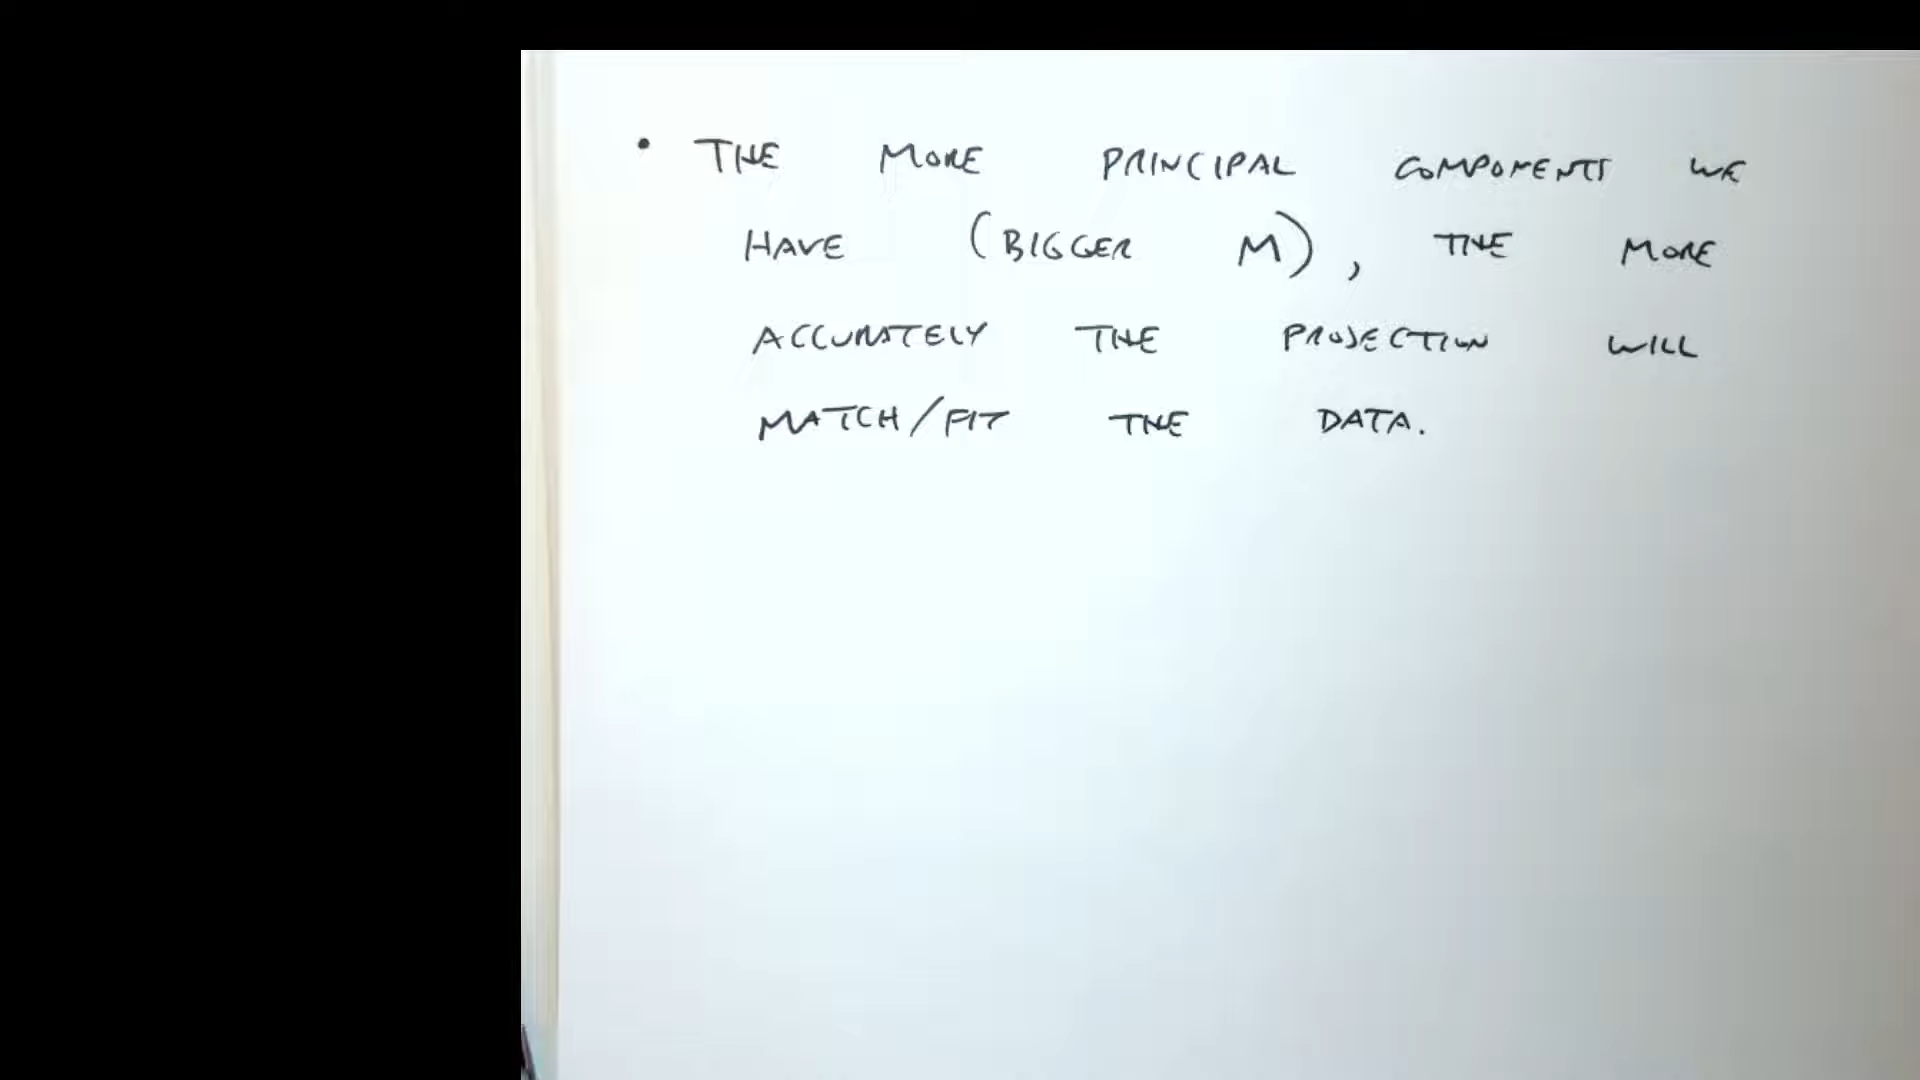 • THE MORE PRINCIPAL COMPONENTS WE
HAVE (BIGGER M), THE MORE
ACCURATELY THE PROJECTION WILL
MATCH/FIT THE DATA.